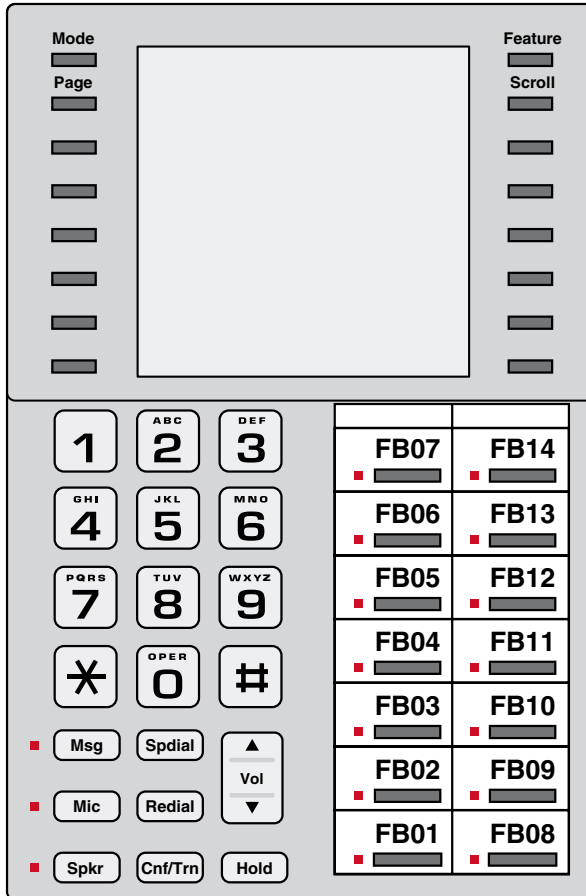 Mode
Feature
Page
Scroll
1
ABC
2
DEF
3
GHI
4
JKL
5
MNO
6
PQRS
7
TUV
8
WXYZ
9
*
OPER
0
#
Msg
Spdial
▲
Vol
▼
Mic
Redial
Spkr
Cnf/Trn
Hold
FB07
FB14
FB06
FB13
FB05
FB12
FB04
FB11
FB03
FB10
FB02
FB09
FB01
FB08